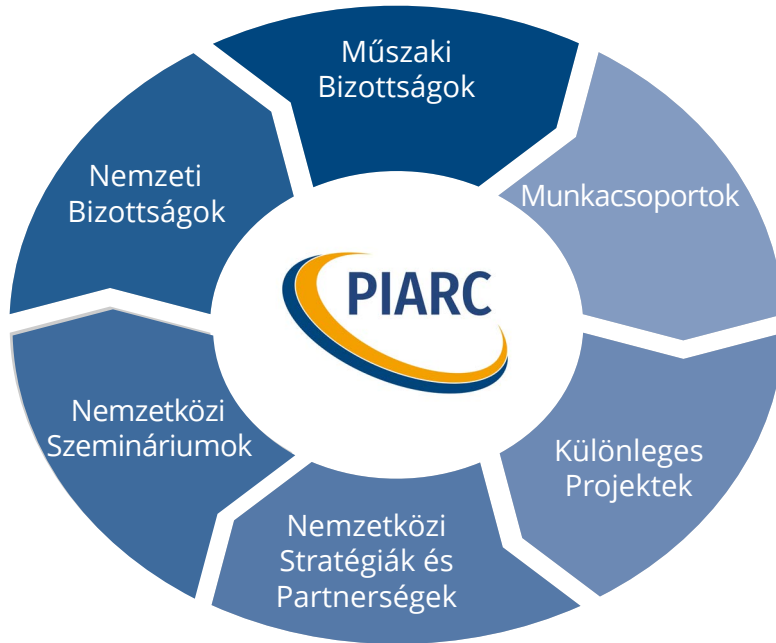 Műszaki
Bizottságok
Munkacsoportok
Különleges
Projektek
Nemzetközi
Stratégiák és
Partnerségek
Nemzetközi
Szemináriumok
Nemzeti
Bizottságok
PIARC